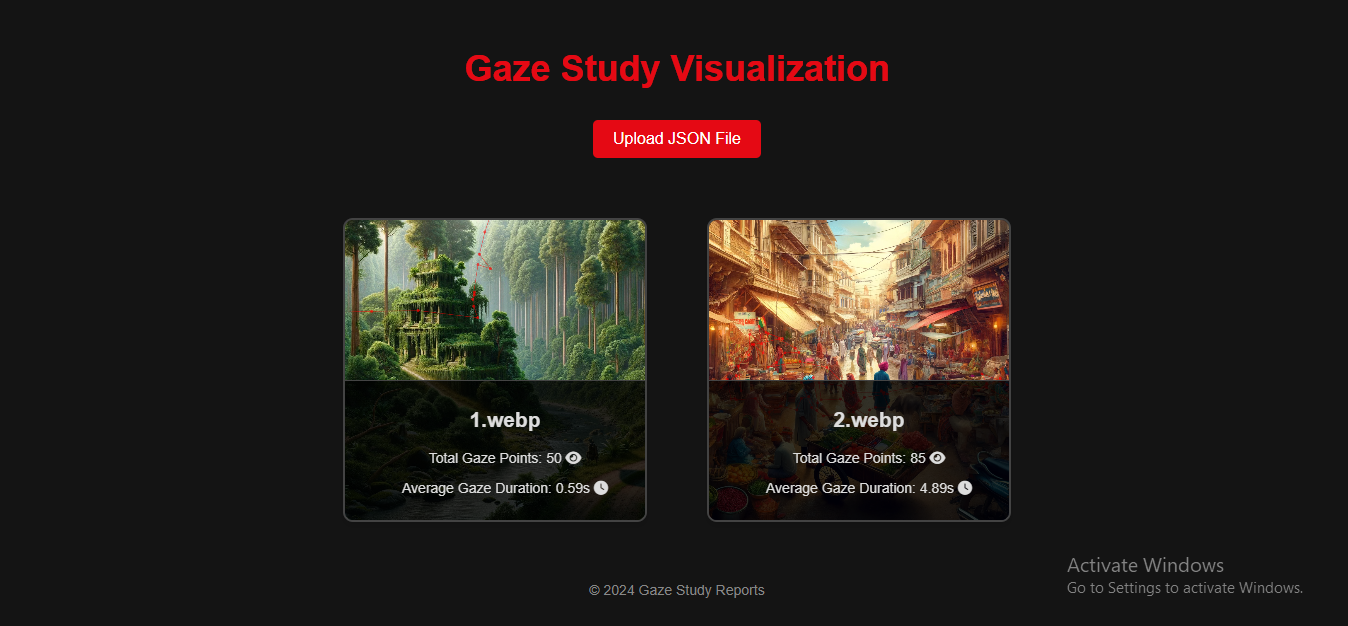 Gaze Study Visualization
Upload JSON File
1.webp
Total Gaze Points: 50
Average Gaze Duration: 0.59s
2.webp
Total Gaze Points: 85
Average Gaze Duration: 4.89s
© 2024 Gaze Study Reports
Activate Windows
Go to Settings to activate Windows.